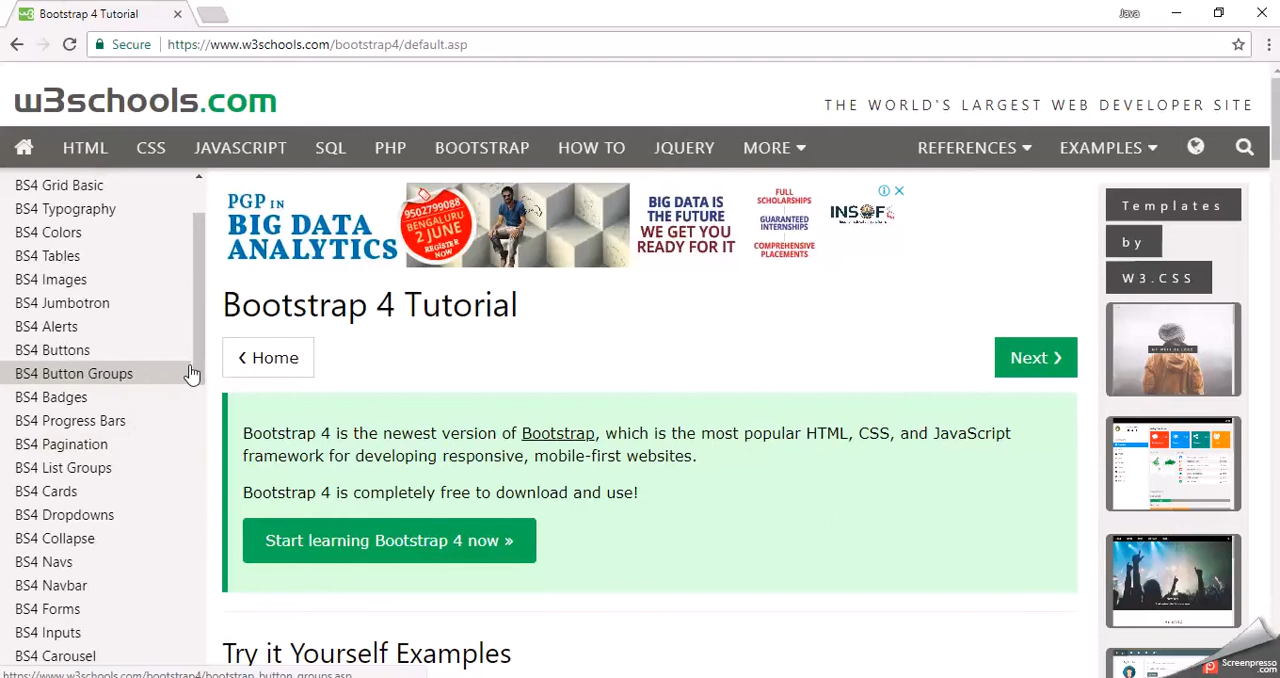 Bootstrap 4 Tutorial
Java
Secure
https://www.w3schools.com/bootstrap4/default.asp
w3schools.com
THE WORLD'S LARGEST WEB DEVELOPER SITE
HTML CSS JAVASCRIPT SQL PHP BOOTSTRAP HOW TO JQUERY MORE REFERENCES EXAMPLES
BS4 Grid Basic
BS4 Typography
BS4 Colors
BS4 Tables
BS4 Images
BS4 Jumbotron
BS4 Alerts
BS4 Buttons
BS4 Button Groups
BS4 Badges
BS4 Progress Bars
BS4 Pagination
BS4 List Groups
BS4 Cards
BS4 Dropdowns
BS4 Collapse
BS4 Navs
BS4 Navbar
BS4 Forms
BS4 Inputs
BS4 Carousel
https://www.w3schools.com/bootstrap4/bootstrap_button_groups.asp
PGP IN
BIG DATA
ANALYTICS
9502799088
BENGALURU
2 JUNE
REGISTER
NOW
BIG DATA
IS THE FUTURE
WE GET YOU
READY FOR IT
FULL
SCHOLARSHIPS
GUARANTEED
INTERNSHIPS
COMPREHENSIVE
PLACEMENTS
INSOFE
Bootstrap 4 Tutorial
❮ Home
Next ❯
Bootstrap 4 is the newest version of Bootstrap, which is the most popular HTML, CSS, and JavaScript
framework for developing responsive, mobile-first websites.
Bootstrap 4 is completely free to download and use!
Start learning Bootstrap 4 now »
Try it Yourself Examples
Templates
by
W3.CSS
Screenpresso
.com